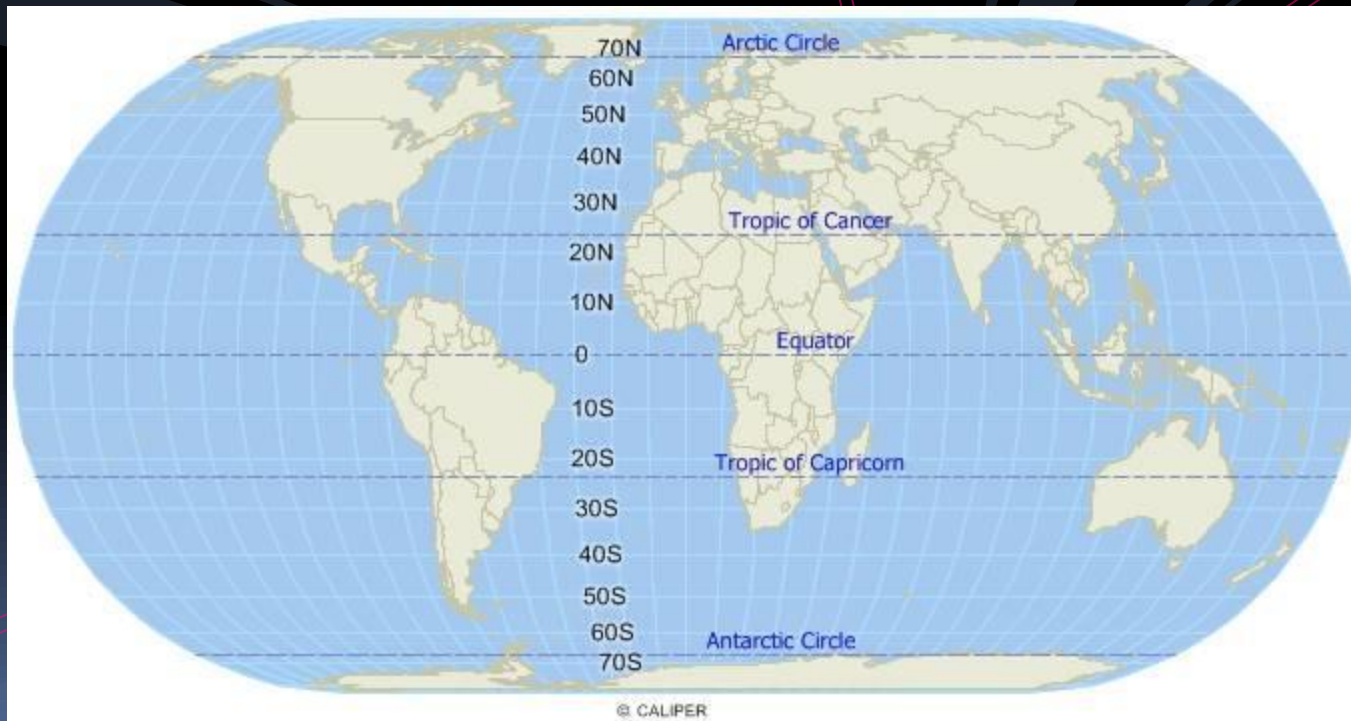 70N
Arctic Circle
60N
50N
40N
30N
Tropic of Cancer
20N
10N
Equator
0
10S
20S
Tropic of Capricorn
30S
40S
50S
60S
Antarctic Circle
70S
© CALIPER